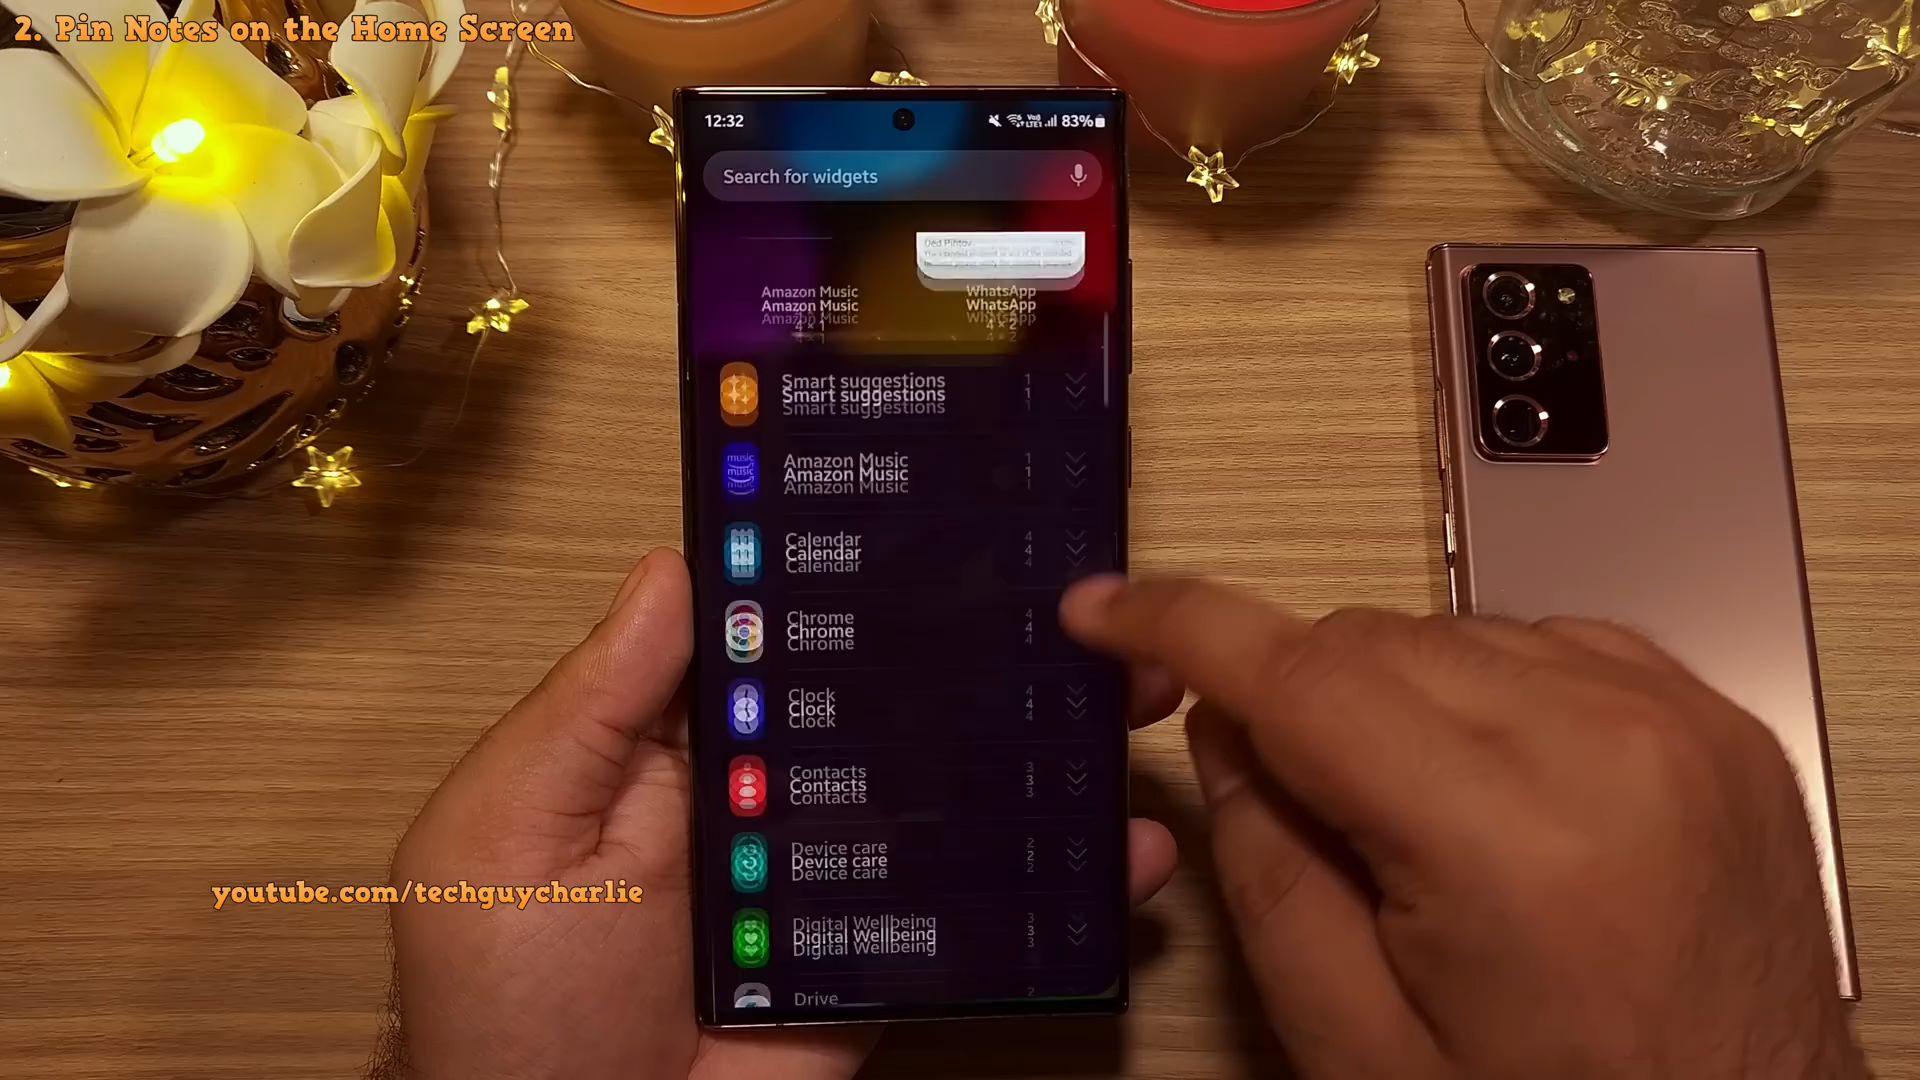 2. Pin Notes on the Home Screen
12:32
83%
Search for widgets
Amazon Music
WhatsApp
4 × 1
4 × 2
Smart suggestions
1
music
Amazon Music
1
Calendar
4
Chrome
4
Clock
4
Contacts
3
Device care
2
Digital Wellbeing
3
Drive
2
youtube.com/techguycharlie